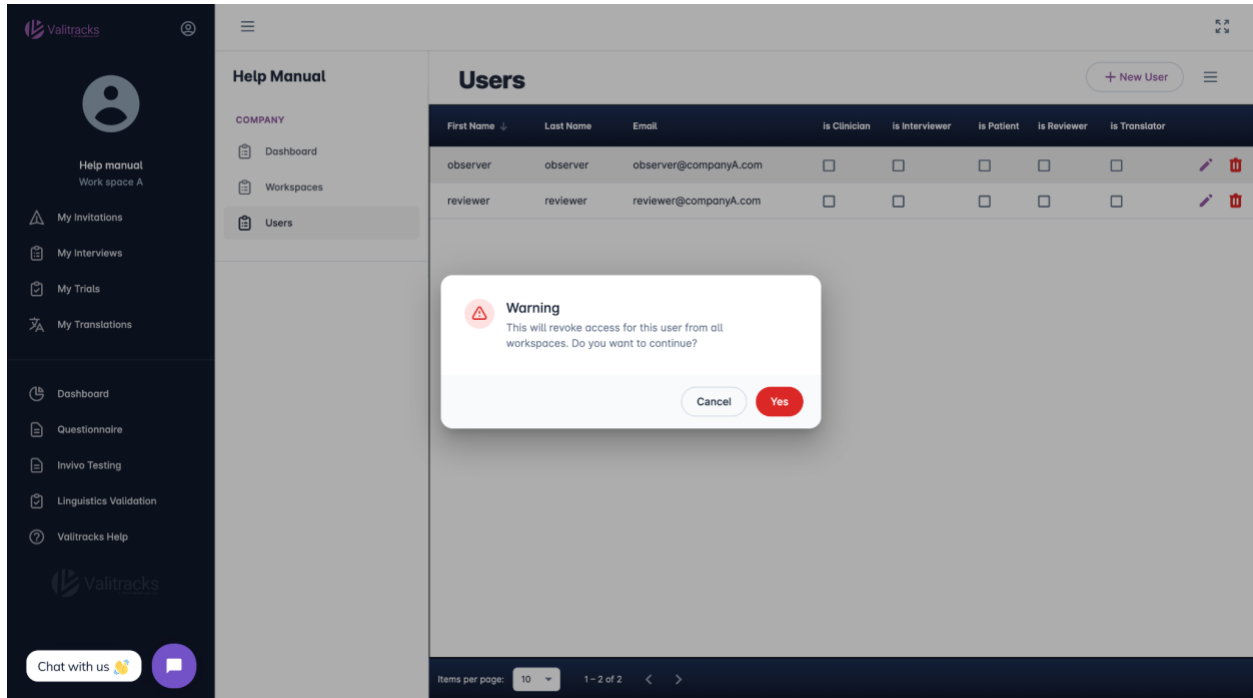 Valitracks
Help manual
Work space A
My Invitations
My Interviews
My Trials
My Translations
Dashboard
Questionnaire
Invivo Testing
Linguistics Validation
Valitracks Help
Valitracks
Chat with us 👋
Help Manual
COMPANY
Dashboard
Workspaces
Users
Users
+ New User
First Name ↓ Last Name Email is Clinician is Interviewer is Patient is Reviewer is Translator
observer observer observer@companyA.com
reviewer reviewer reviewer@companyA.com
Warning
This will revoke access for this user from all
workspaces. Do you want to continue?
Cancel Yes
Items per page: 10 1 – 2 of 2